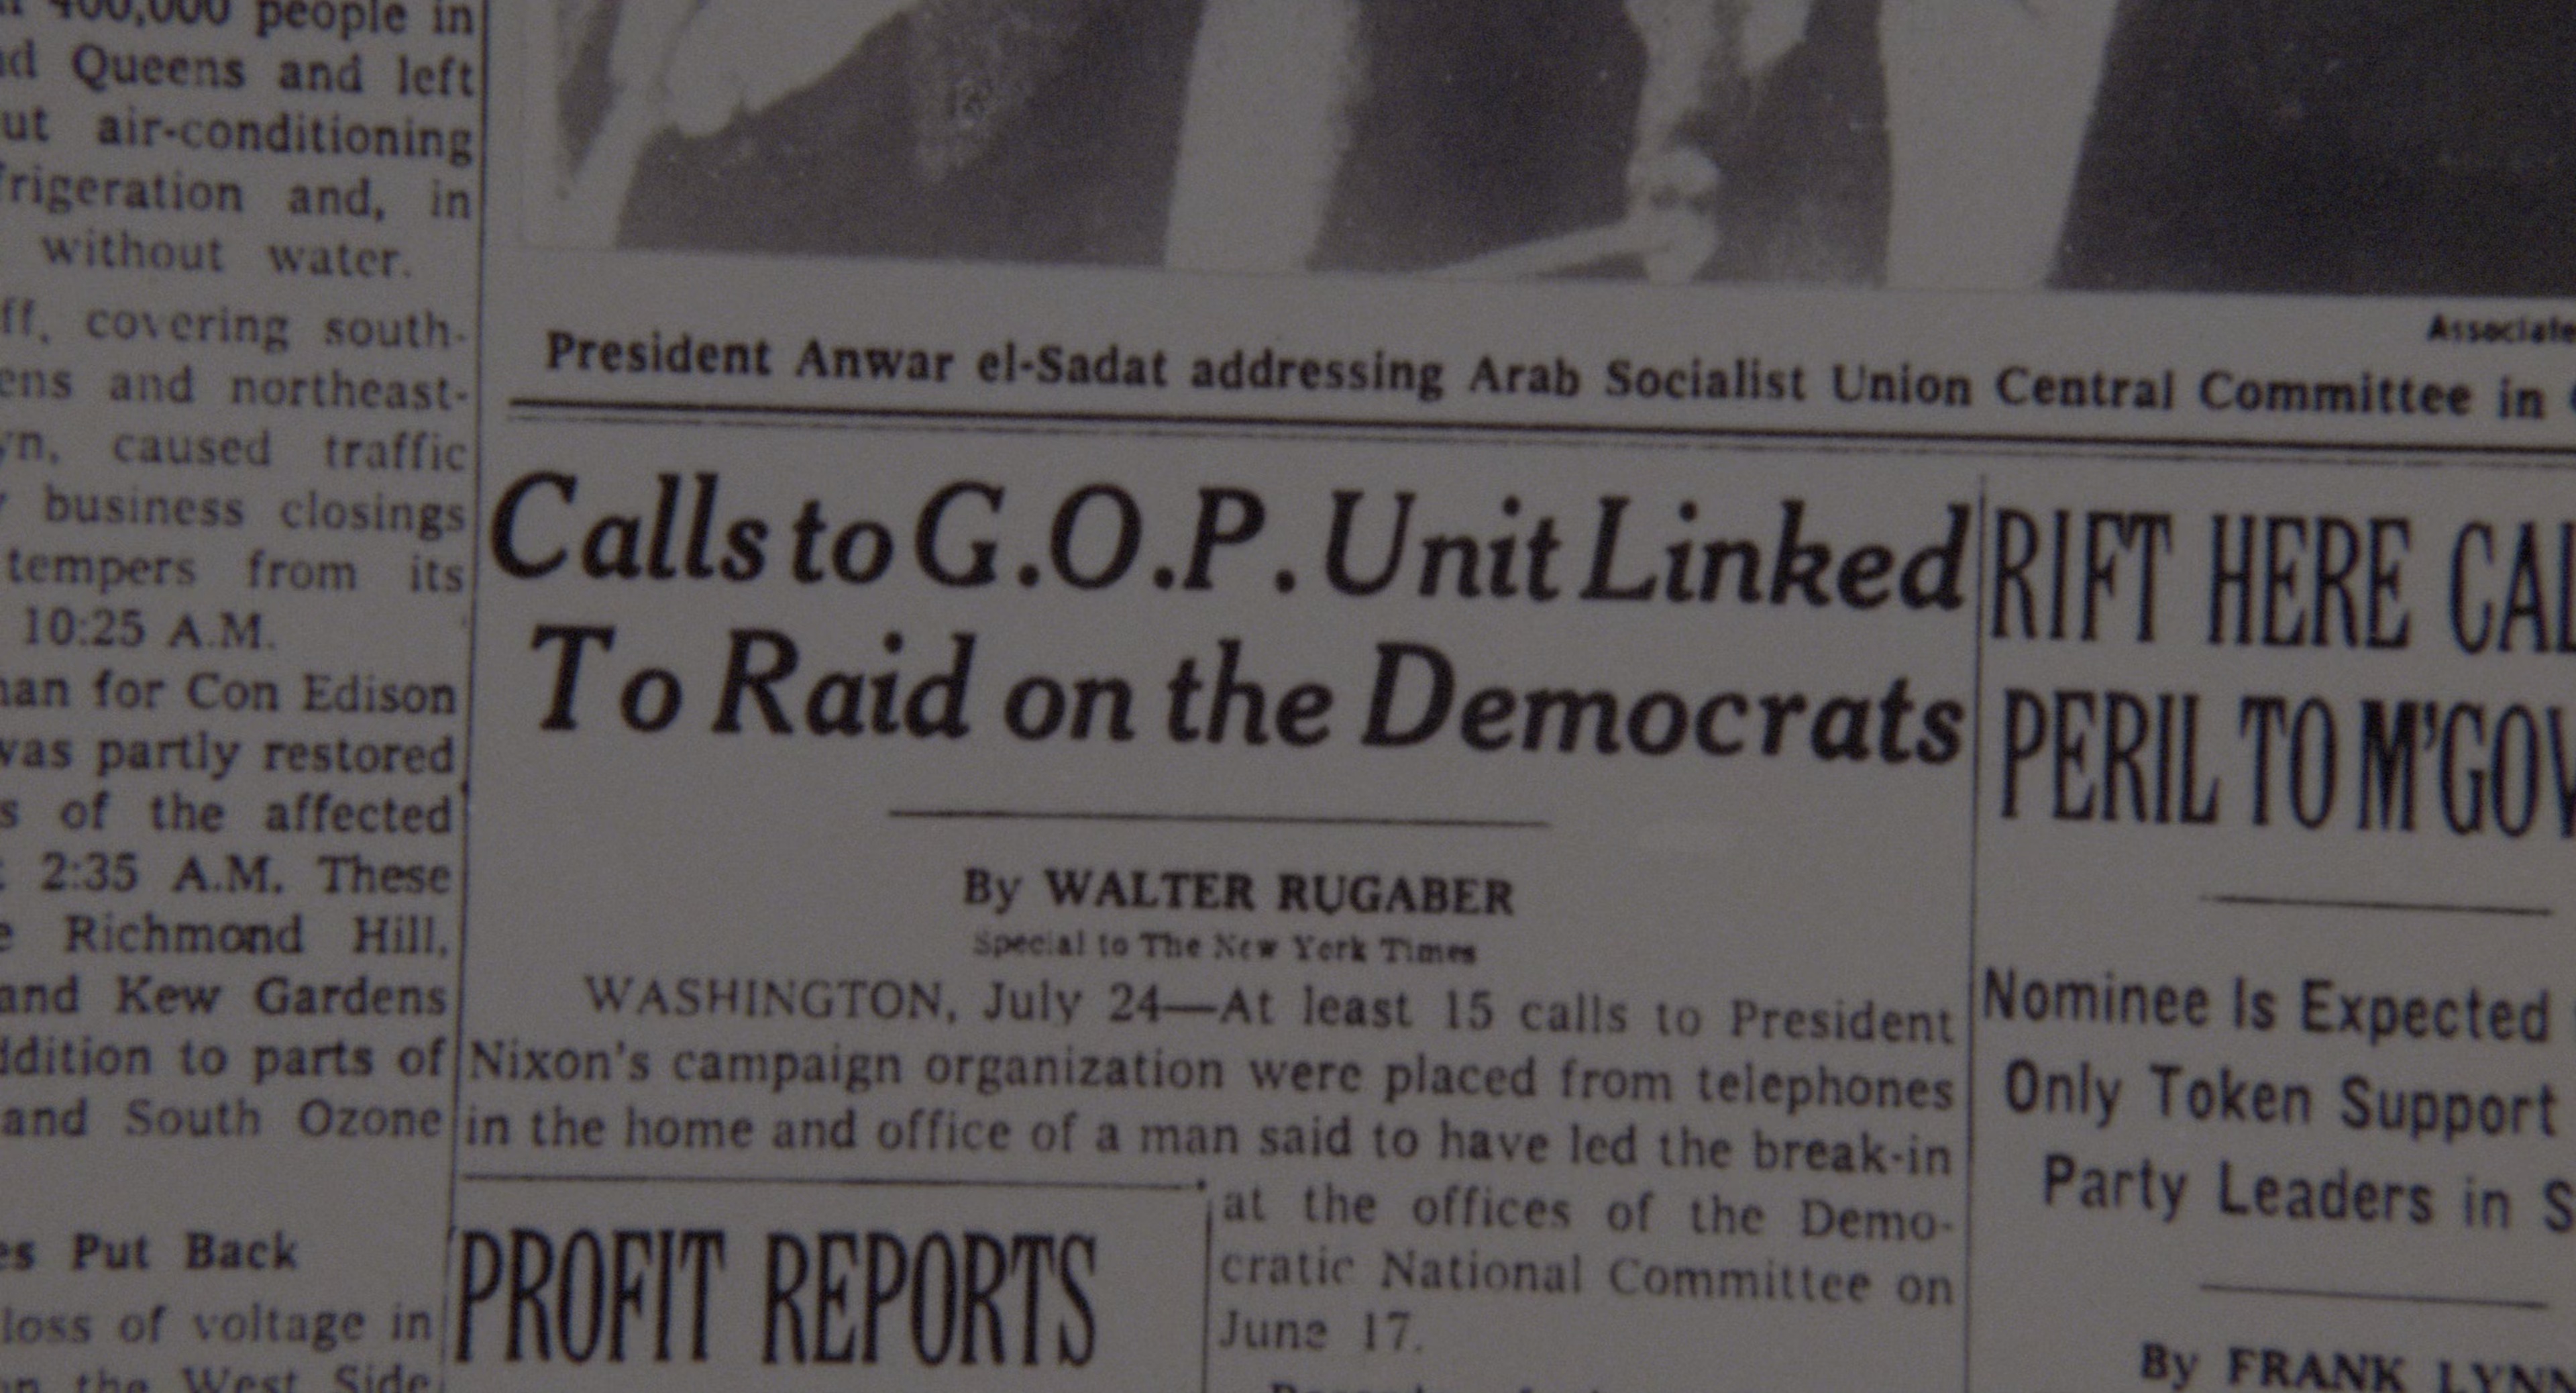 400,000 people in
Queens and left
air-conditioning
and, in
without water.
covering south-
and northeast-
caused traffic
business closings
tempers from its
10:25 A.M.
for Con Edison
partly restored
of the affected
2:35 A.M. These
Richmond Hill,
and Kew Gardens
to parts of
and South Ozone
Put Back
loss of voltage in
the West Side
Associate
President Anwar el-Sadat addressing Arab Socialist Union Central Committee in
Calls to G.O.P. Unit Linked
To Raid on the Democrats
By WALTER RUGABER
Special to The New York Times
WASHINGTON, July 24—At least 15 calls to President
Nixon's campaign organization were placed from telephones
in the home and office of a man said to have led the break-in
at the offices of the Demo-
cratic National Committee on
June 17.
PROFIT REPORTS
RIFT HERE
PERIL TO M'GOV
Nominee Is Expected
Only Token Support
Party Leaders in S
By FRANK LYNN